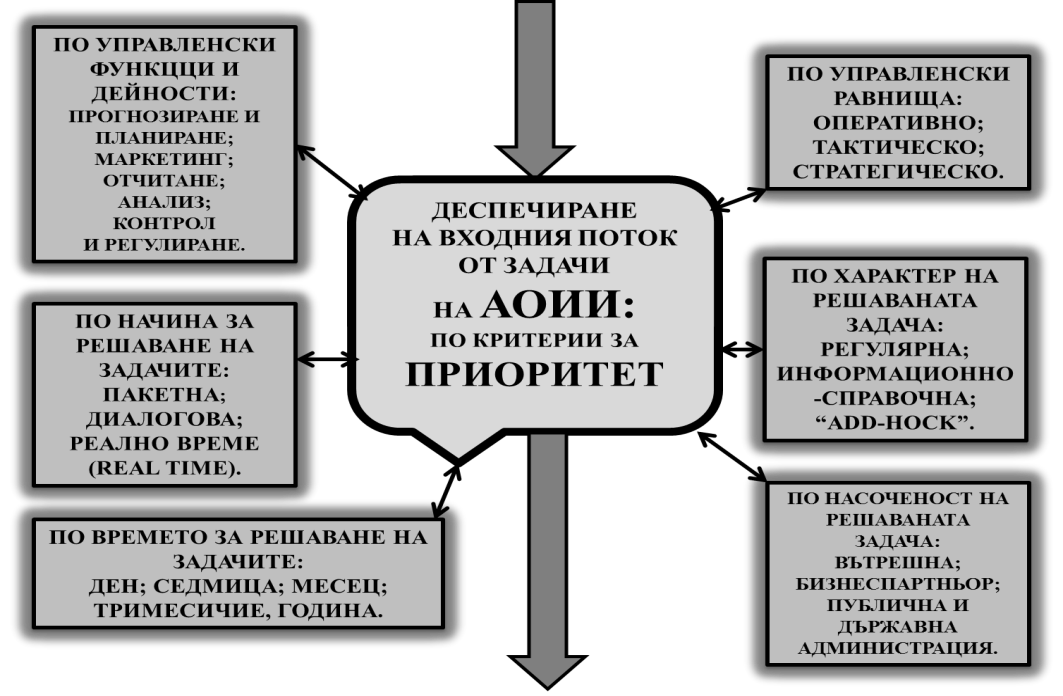 ПО УПРАВЛЕНСКИ
ФУНКЦЦИ И
ДЕЙНОСТИ:
ПРОГНОЗИРАНЕ И
ПЛАНИРАНЕ;
МАРКЕТИНГ;
ОТЧИТАНЕ;
АНАЛИЗ;
КОНТРОЛ
И РЕГУЛИРАНЕ.
ПО НАЧИНА ЗА
РЕШАВАНЕ НА
ЗАДАЧИТЕ:
ПАКЕТНА;
ДИАЛОГОВА;
РЕАЛНО ВРЕМЕ
(REAL TIME).
ПО ВРЕМЕТО ЗА РЕШАВАНЕ НА
ЗАДАЧИТЕ:
ДЕН; СЕДМИЦА; МЕСЕЦ;
ТРИМЕСИЧИЕ, ГОДИНА.
ДЕСПЕЧИРАНЕ
НА ВХОДНИЯ ПОТОК
ОТ ЗАДАЧИ
НА АОИИ:
ПО КРИТЕРИИ ЗА
ПРИОРИТЕТ
ПО УПРАВЛЕНСКИ
РАВНИЩА:
ОПЕРАТИВНО;
ТАКТИЧЕСКО;
СТРАТЕГИЧЕСКО.
ПО ХАРАКТЕР НА
РЕШАВАНАТА
ЗАДАЧА:
РЕГУЛЯРНА;
ИНФОРМАЦИОННО
-СПРАВОЧНА;
“ADD-HOCK”.
ПО НАСОЧЕНОСТ НА
РЕШАВАНАТА
ЗАДАЧА:
ВЪТРЕШНА;
БИЗНЕСПАРТНЬОР;
ПУБЛИЧНА И
ДЪРЖАВНА
АДМИНИСТРАЦИЯ.